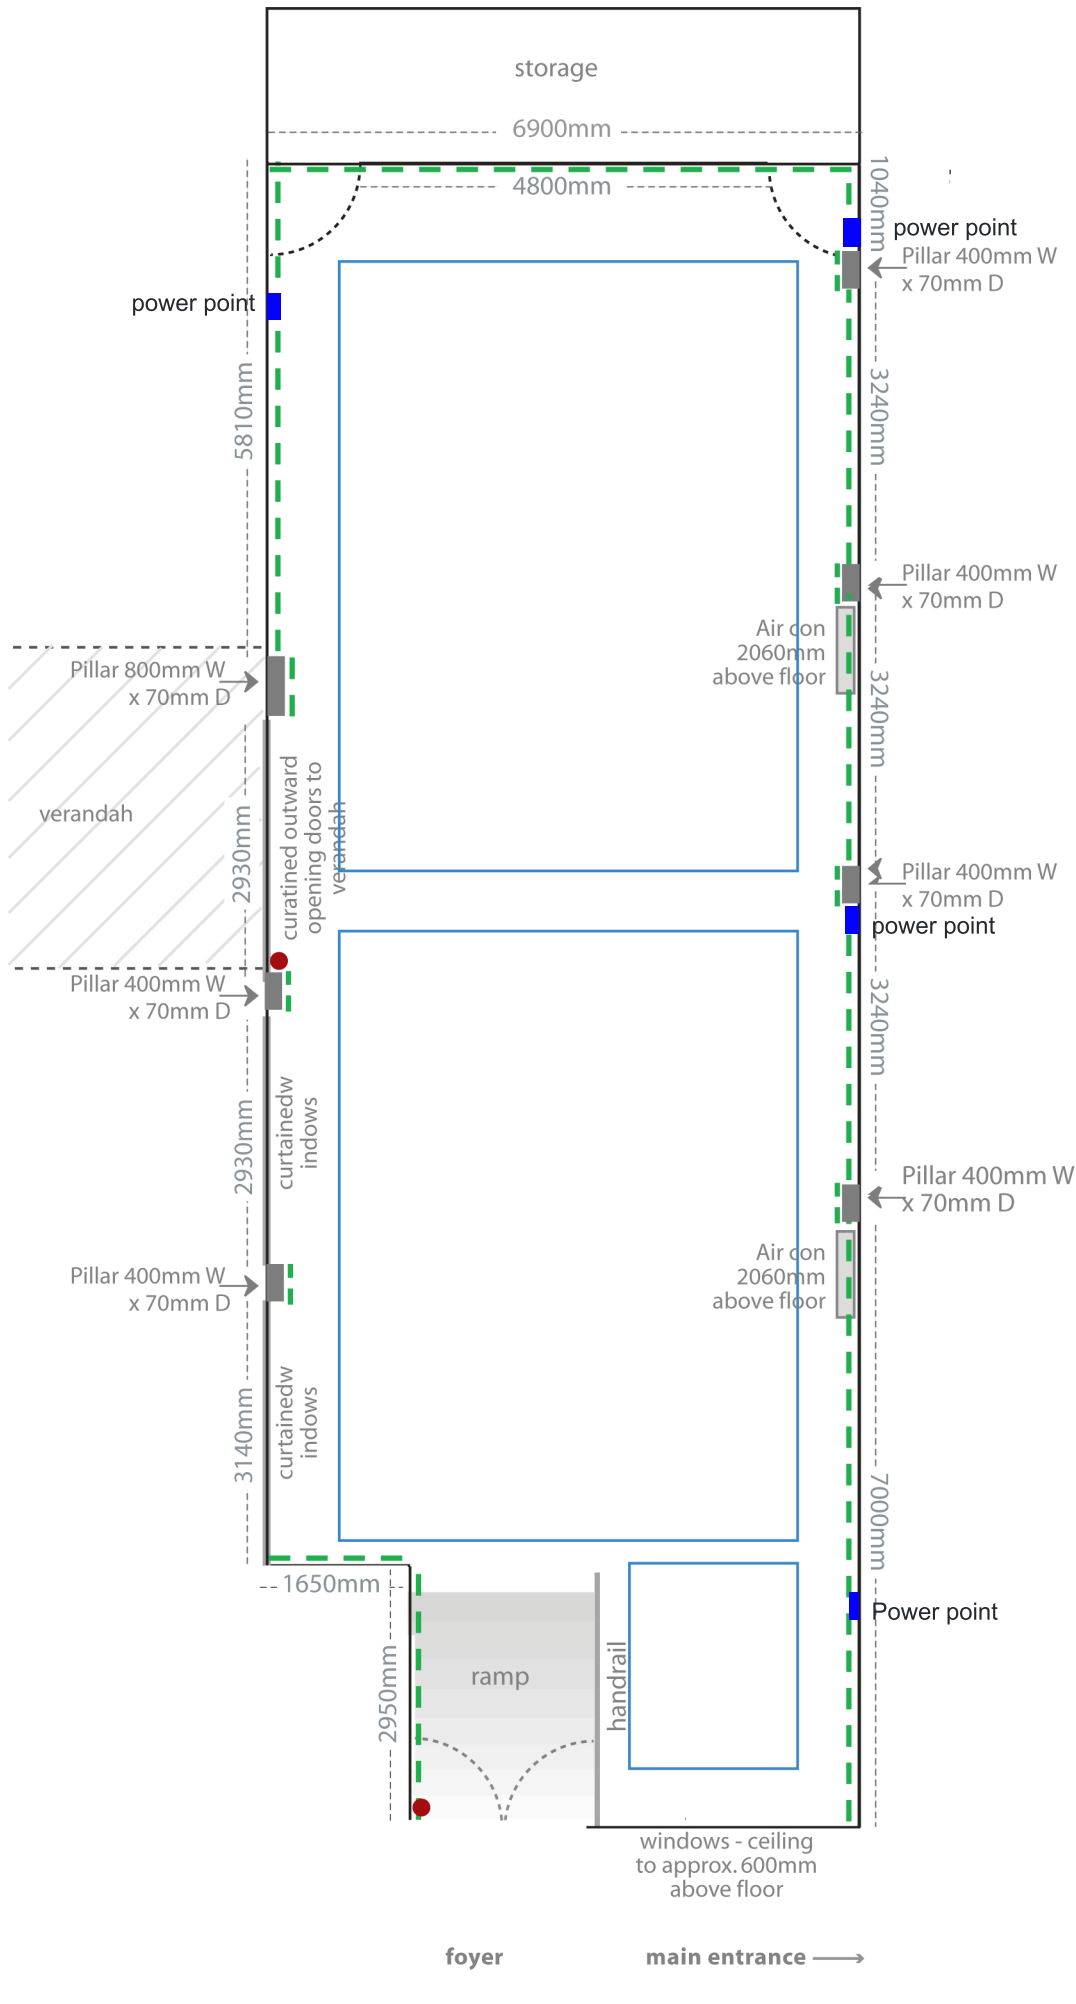 storage
6900mm
4800mm
1040mm
power point
Pillar 400mm W
x 70mm D
power point
5810mm
3240mm
Pillar 400mm W
x 70mm D
Air con
2060mm
above floor
Pillar 800mm W
x 70mm D
3240mm
verandah
2930mm
curatined outward
opening doors to
verandah
Pillar 400mm W
x 70mm D
power point
Pillar 400mm W
x 70mm D
3240mm
2930mm
curtainedw
indows
Pillar 400mm W
x 70mm D
Air con
2060mm
above floor
Pillar 400mm W
x 70mm D
3140mm
curtainedw
indows
7000mm
1650mm
Power point
2950mm
ramp
handrail
windows - ceiling
to approx. 600mm
above floor
foyer
main entrance